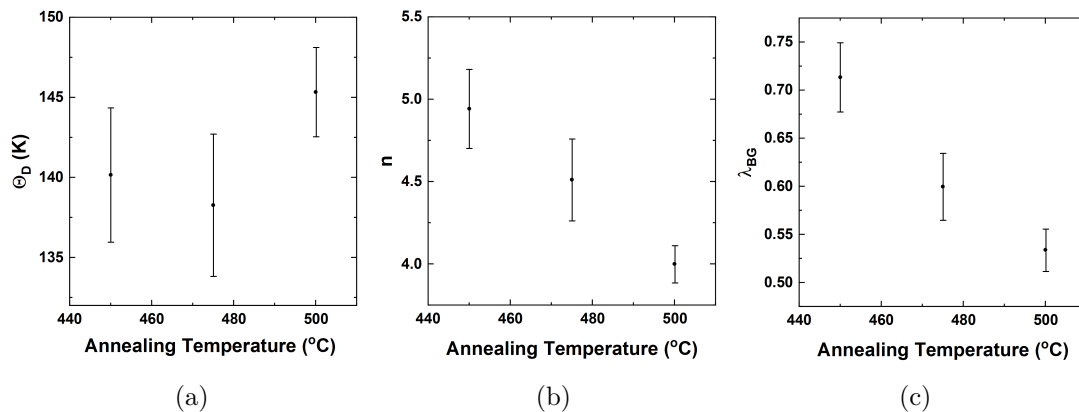 150
145
140
135
Θ_D (K)
440 460 480 500
Annealing Temperature (°C)
(a)
5.5
5.0
4.5
4.0
n
440 460 480 500
Annealing Temperature (°C)
(b)
0.75
0.70
0.65
0.60
0.55
0.50
λ_BG
440 460 480 500
Annealing Temperature (°C)
(c)